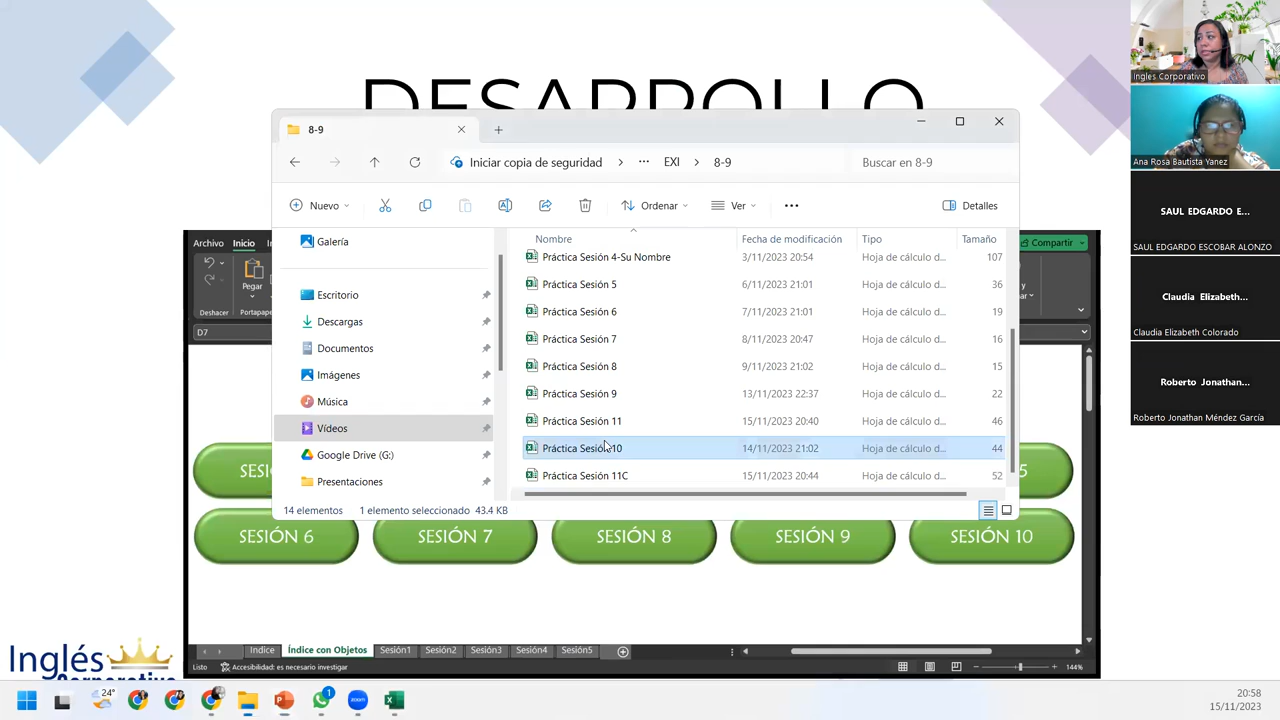 DESARROLLO
8-9
Iniciar copia de seguridad > ... EXI > 8-9
Buscar en 8-9
Nuevo
Ordenar
Ver
...
Detalles
Galería
Escritorio
Descargas
Documentos
Imágenes
Música
Vídeos
Google Drive (G:)
Presentaciones
Nombre Fecha de modificación Tipo Tamaño
Práctica Sesión 4-Su Nombre 3/11/2023 20:54 Hoja de cálculo d... 107
Práctica Sesión 5 6/11/2023 21:01 Hoja de cálculo d... 36
Práctica Sesión 6 7/11/2023 21:01 Hoja de cálculo d... 19
Práctica Sesión 7 8/11/2023 20:47 Hoja de cálculo d... 16
Práctica Sesión 8 9/11/2023 21:02 Hoja de cálculo d... 15
Práctica Sesión 9 13/11/2023 22:37 Hoja de cálculo d... 22
Práctica Sesión 11 15/11/2023 20:40 Hoja de cálculo d... 46
Práctica Sesión 10 14/11/2023 21:02 Hoja de cálculo d... 44
Práctica Sesión 11C 15/11/2023 20:44 Hoja de cálculo d... 52
14 elementos 1 elemento seleccionado 43.4 KB
Archivo Inicio
Compartir
Pegar
Deshacer
D7
SESIÓN 6 SESIÓN 7 SESIÓN 8 SESIÓN 9 SESIÓN 10
Indice Índice con Objetos Sesión1 Sesión2 Sesión3 Sesión4 Sesión5
Listo Accesibilidad: es necesario investigar 144%
Inglés
Corporativo
Ingles Corporativo
Ana Rosa Bautista Yanez
SAUL EDGARDO E...
SAUL EDGARDO ESCOBAR ALONZO
Claudia Elizabeth...
Claudia Elizabeth Colorado
Roberto Jonathan...
Roberto Jonathan Méndez García
24°
1
zoom
20:58
15/11/2023